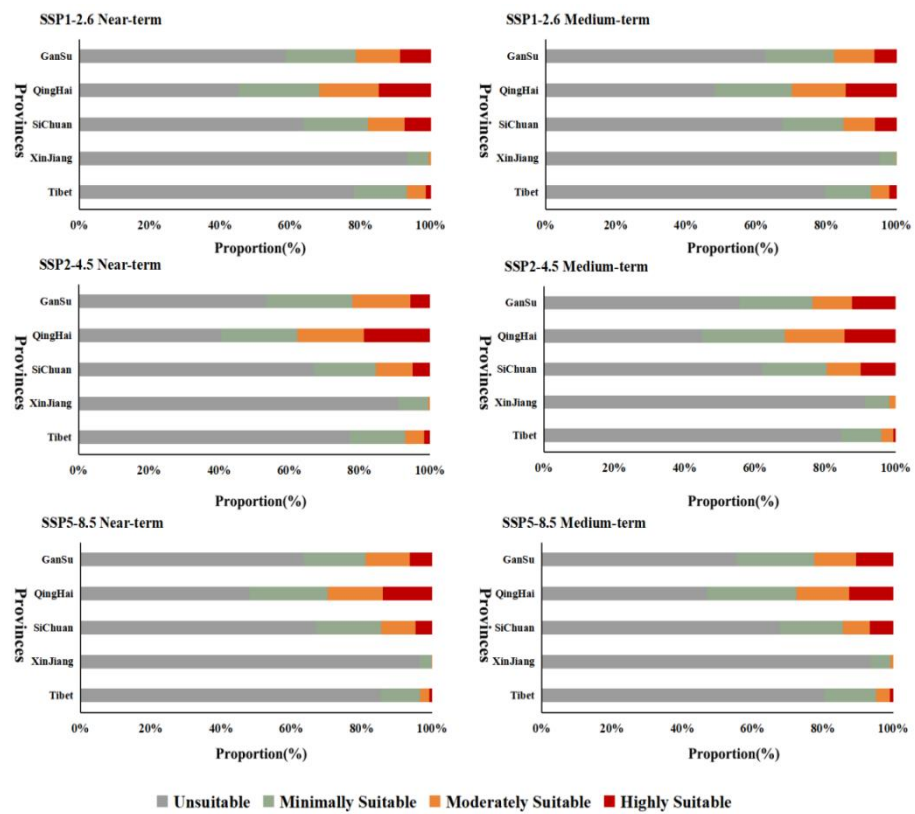 SSP1-2.6 Near-term
Provinces
GanSu
QingHai
SiChuan
XinJiang
Tibet
0% 20% 40% 60% 80% 100%
Proportion(%)
SSP1-2.6 Medium-term
Provinces
GanSu
QingHai
SiChuan
XinJiang
Tibet
0% 20% 40% 60% 80% 100%
Proportion(%)
SSP2-4.5 Near-term
Provinces
GanSu
QingHai
SiChuan
XinJiang
Tibet
0% 20% 40% 60% 80% 100%
Proportion(%)
SSP2-4.5 Medium-term
Provinces
GanSu
QingHai
SiChuan
XinJiang
Tibet
0% 20% 40% 60% 80% 100%
Proportion(%)
SSP5-8.5 Near-term
Provinces
GanSu
QingHai
SiChuan
XinJiang
Tibet
0% 20% 40% 60% 80% 100%
Proportion(%)
SSP5-8.5 Medium-term
Provinces
GanSu
QingHai
SiChuan
XinJiang
Tibet
0% 20% 40% 60% 80% 100%
Proportion(%)
Unsuitable Minimally Suitable Moderately Suitable Highly Suitable